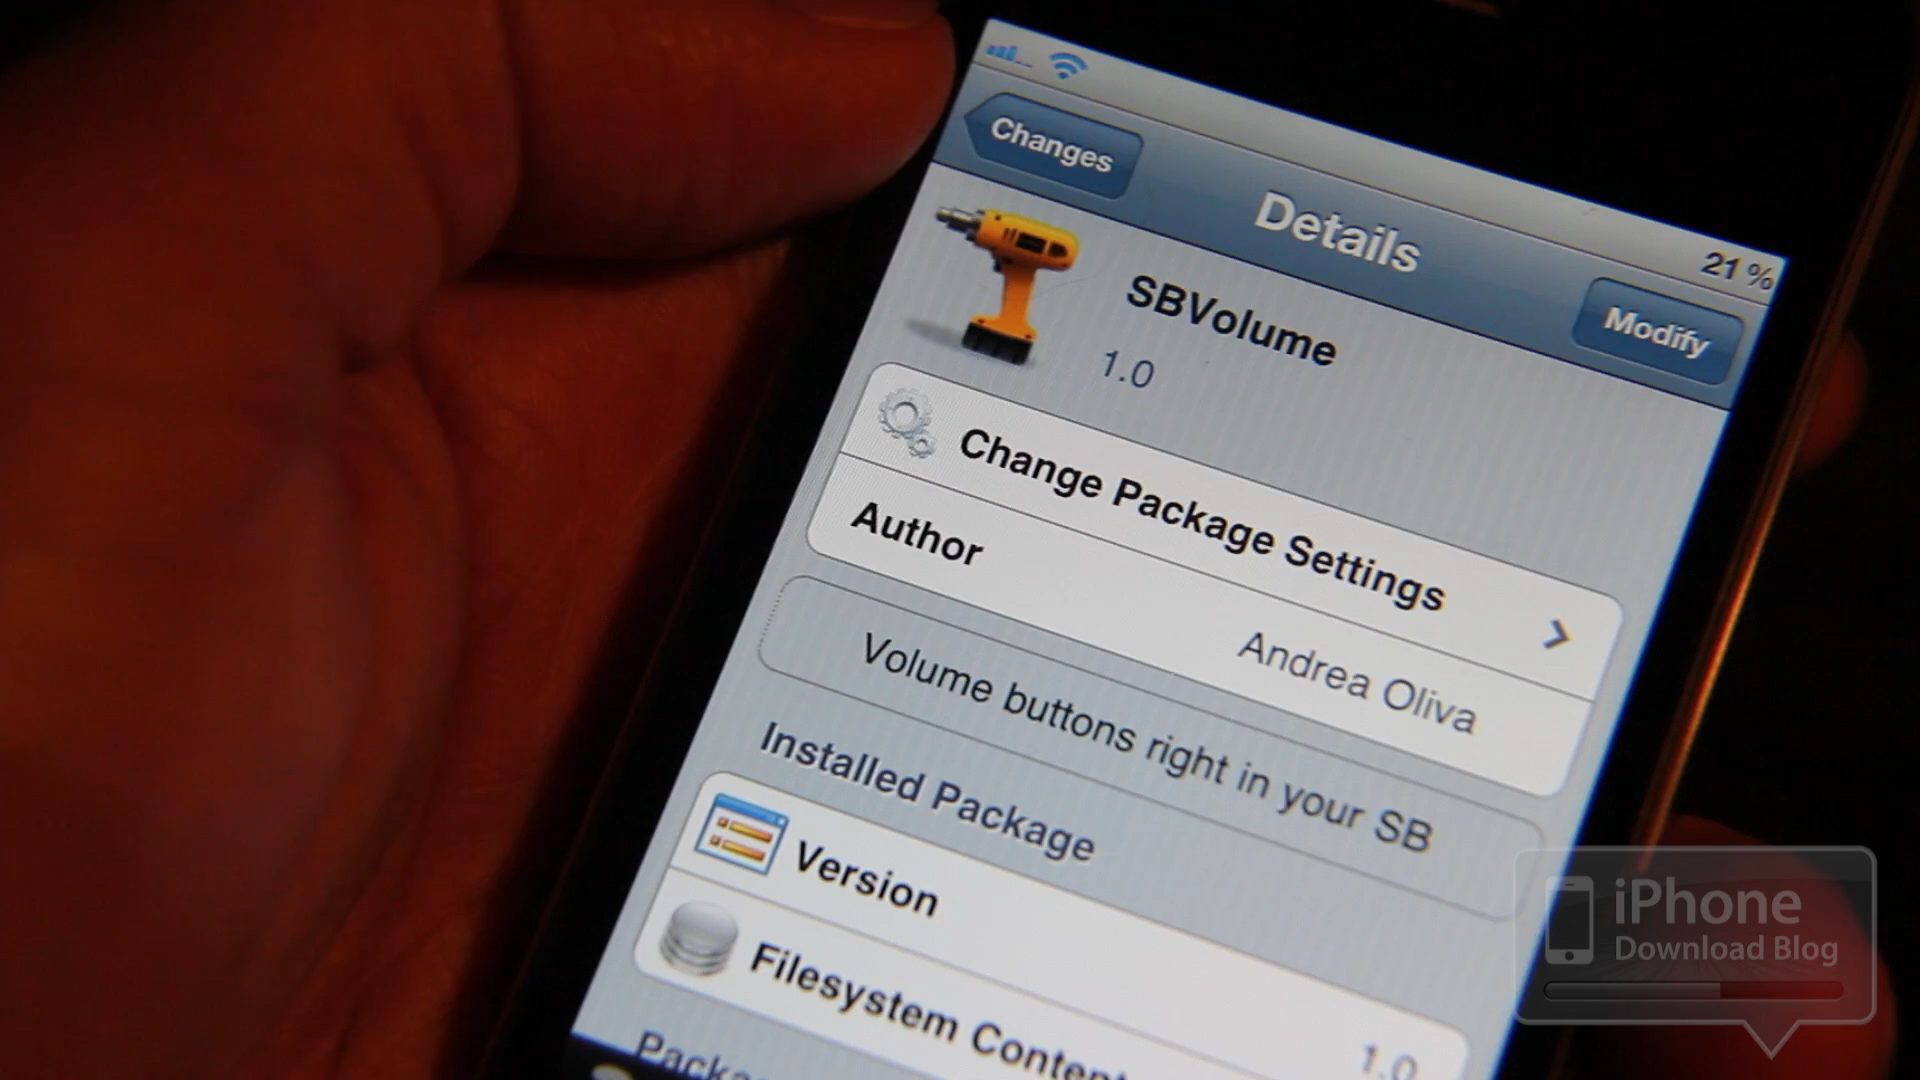 21 %
Changes
Details
Modify
SBVolume
1.0
Change Package Settings
Author
Andrea Oliva
Volume buttons right in your SB
Installed Package
Version
1.0
Filesystem Content
iPhone
Download Blog